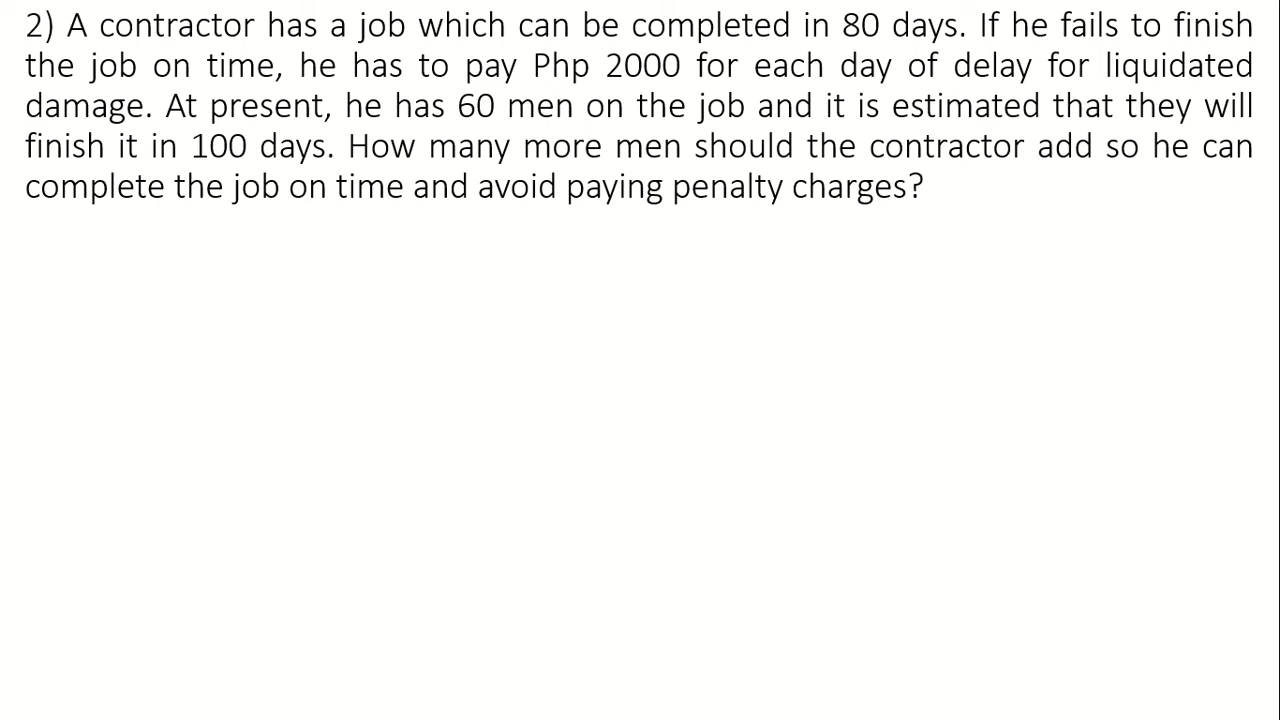 2) A contractor has a job which can be completed in 80 days. If he fails to finish
the job on time, he has to pay Php 2000 for each day of delay for liquidated
damage. At present, he has 60 men on the job and it is estimated that they will
finish it in 100 days. How many more men should the contractor add so he can
complete the job on time and avoid paying penalty charges?